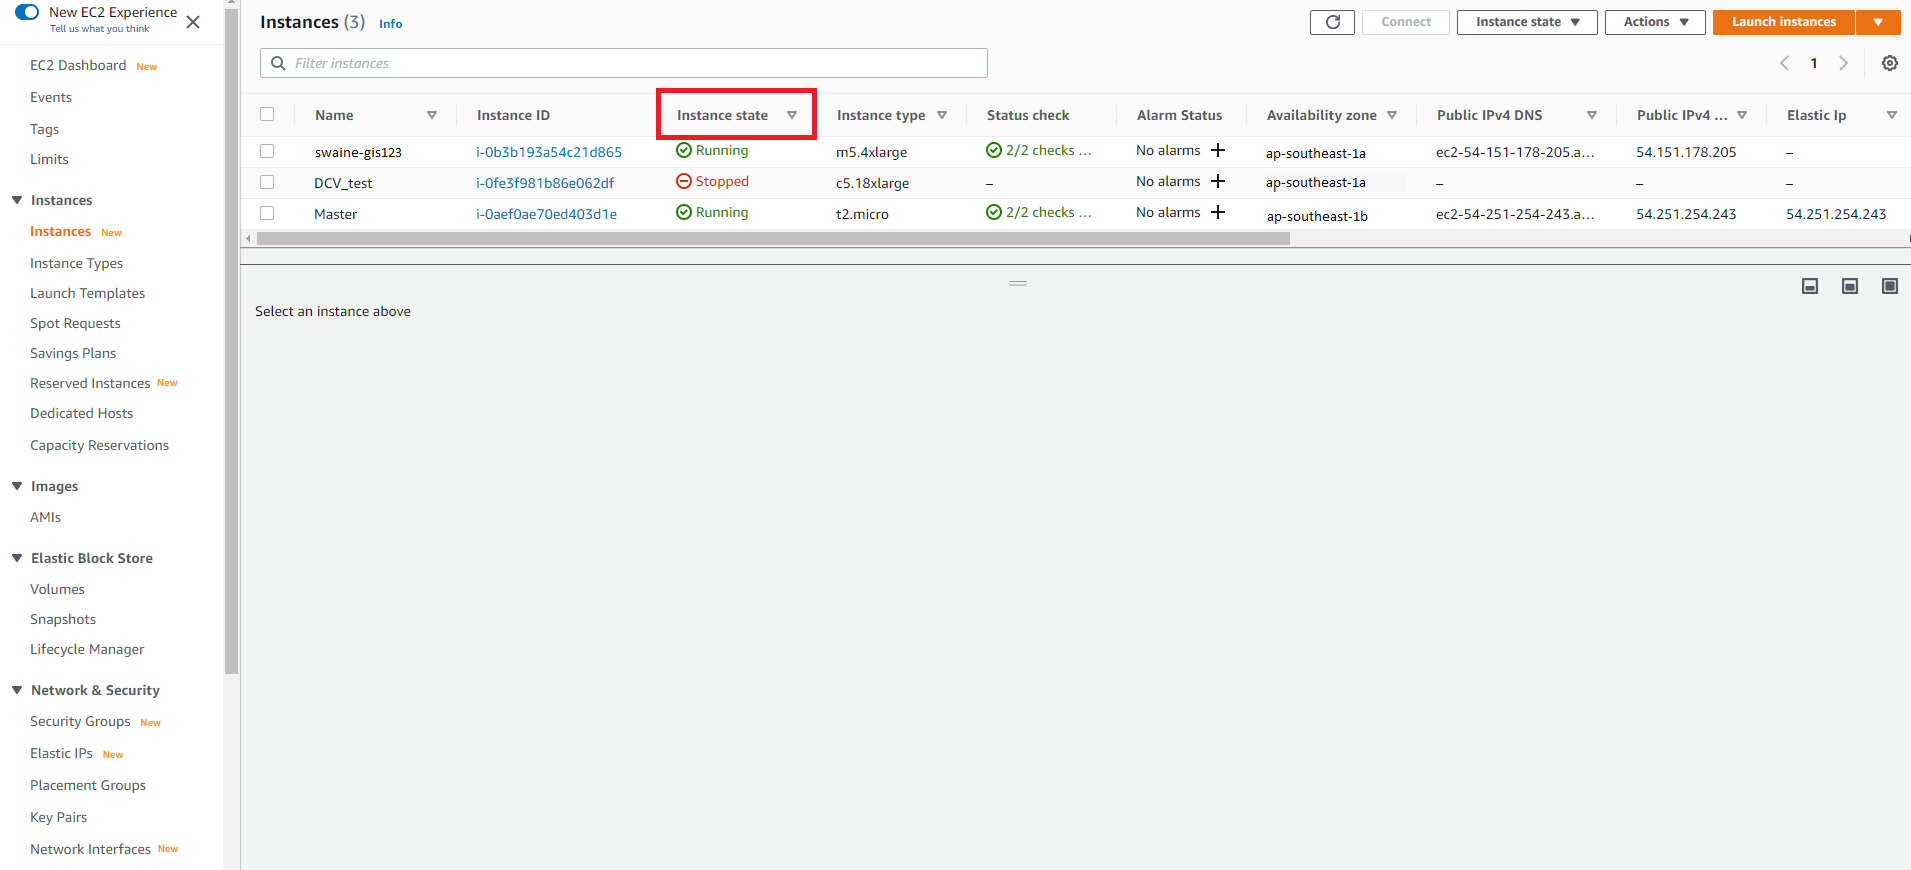 New EC2 Experience
Tell us what you think
EC2 Dashboard New
Events
Tags
Limits
Instances
Instances New
Instance Types
Launch Templates
Spot Requests
Savings Plans
Reserved Instances New
Dedicated Hosts
Capacity Reservations
Images
AMIs
Elastic Block Store
Volumes
Snapshots
Lifecycle Manager
Network & Security
Security Groups New
Elastic IPs New
Placement Groups
Key Pairs
Network Interfaces New
Instances (3) Info
Connect Instance state Actions Launch instances
Filter instances
1
Name Instance ID Instance state Instance type Status check Alarm Status Availability zone Public IPv4 DNS Public IPv4 ... Elastic Ip
swaine-gis123 i-0b3b193a54c21d865 Running m5.4xlarge 2/2 checks ... No alarms + ap-southeast-1a ec2-54-151-178-205.a... 54.151.178.205 –
DCV_test i-0fe3f981b86e062df Stopped c5.18xlarge – No alarms + ap-southeast-1a – – –
Master i-0aef0ae70ed403d1e Running t2.micro 2/2 checks ... No alarms + ap-southeast-1b ec2-54-251-254-243.a... 54.251.254.243 54.251.254.243
Select an instance above